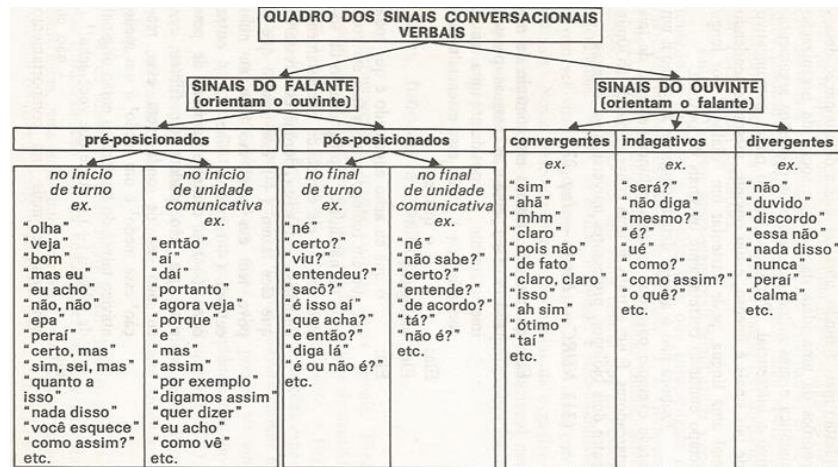 QUADRO DOS SINAIS CONVERSACIONAIS
VERBAIS
SINAIS DO FALANTE
(orientam o ouvinte)
SINAIS DO OUVINTE
(orientam o falante)
pré-posicionados
pós-posicionados
convergentes
indagativos
divergentes
no início
de turno
ex.
"olha"
"veja"
"bom"
"mas eu"
"eu acho"
"não, não"
"epa"
"peraí"
"certo, mas"
"sim, sei, mas"
"quanto a
isso"
"nada disso"
"você esquece"
"como assim?"
etc.
no início
de unidade
comunicativa
ex.
"então"
"aí"
"daí"
"portanto"
"agora veja"
"porque"
"e"
"mas"
"assim"
"por exemplo"
"digamos assim"
"quer dizer"
"eu acho"
"como vê"
etc.
no final
de turno
ex.
"né"
"certo?"
"viu?"
"entendeu?"
"sacô?"
"é isso aí"
"que acha?"
"e então?"
"diga lá"
"é ou não é?"
etc.
no final
de unidade
comunicativa
ex.
"né"
"não sabe?"
"certo?"
"entende?"
"de acordo?"
"tá?"
"não é?"
etc.
ex.
"sim"
"ahã"
"mhm"
"claro"
"pois não"
"de fato"
"claro, claro"
"isso"
"ah sim"
"ótimo"
"taí"
etc.
ex.
"será?"
"não diga"
"mesmo?"
"é?"
"ué"
"como?"
"como assim?"
"o quê?"
etc.
ex.
"não"
"duvido"
"discordo"
"essa não"
"nada disso"
"nunca"
"peraí"
"calma"
etc.